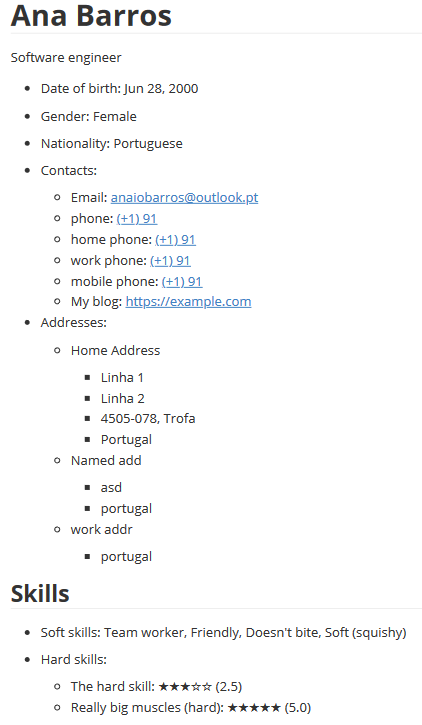 Ana Barros
Software engineer
Date of birth: Jun 28, 2000
Gender: Female
Nationality: Portuguese
Contacts:
Email: anaiobarros@outlook.pt
phone: (+1) 91
home phone: (+1) 91
work phone: (+1) 91
mobile phone: (+1) 91
My blog: https://example.com
Addresses:
Home Address
Linha 1
Linha 2
4505-078, Trofa
Portugal
Named add
asd
portugal
work addr
portugal
Skills
Soft skills: Team worker, Friendly, Doesn't bite, Soft (squishy)
Hard skills:
The hard skill: ★★★☆☆ (2.5)
Really big muscles (hard): ★★★★★ (5.0)